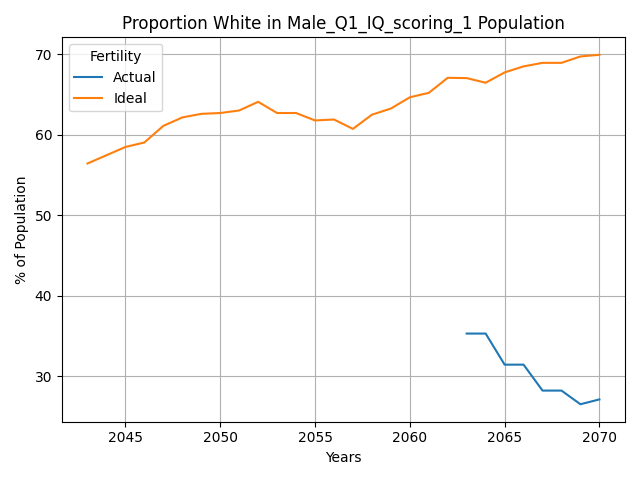 Proportion White in Male_Q1_IQ_scoring_1 Population
Fertility
Actual
Ideal
% of Population
70
60
50
40
30
2045 2050 2055 2060 2065 2070
Years